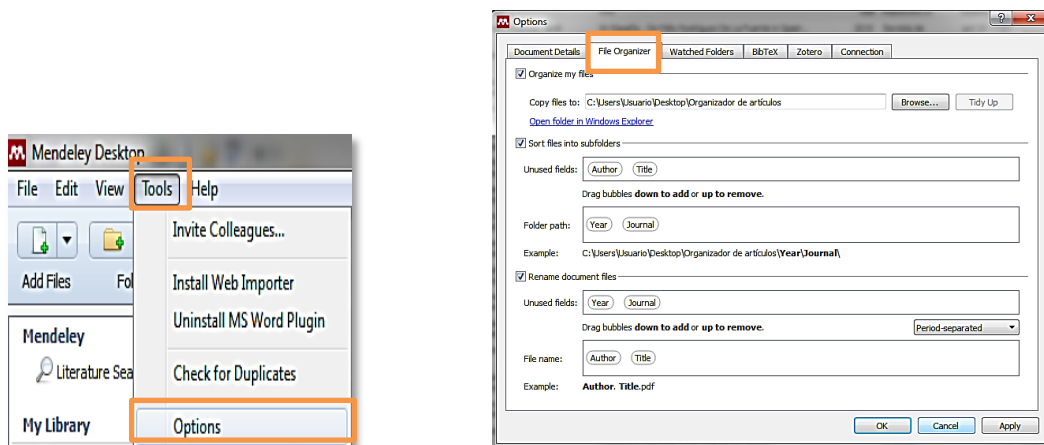 Mendeley Desktop
File Edit View Tools Help
Invite Colleagues...
Add Files Fol
Install Web Importer
Uninstall MS Word Plugin
Mendeley
Literature Sea
Check for Duplicates
My Library
Options
Options
Document Details File Organizer Watched Folders BibTeX Zotero Connection
Organize my files
Copy files to: C:\Users\Usuario\Desktop\Organizador de artículos Browse... Tidy Up
Open folder in Windows Explorer
Sort files into subfolders
Unused fields: Author Title
Drag bubbles down to add or up to remove.
Folder path: Year Journal
Example: C:\Users\Usuario\Desktop\Organizador de artículos\Year\Journal\
Rename document files
Unused fields: Year Journal
Drag bubbles down to add or up to remove. Period-separated
File name: Author Title
Example: Author. Title.pdf
OK Cancel Apply